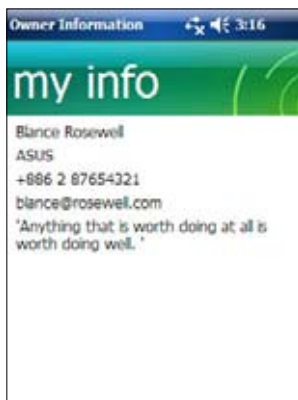 Owner Information 3:16
my info
Blance Rosewell
ASUS
+886 2 87654321
blance@rosewell.com
"Anything that is worth doing at all is
worth doing well. "